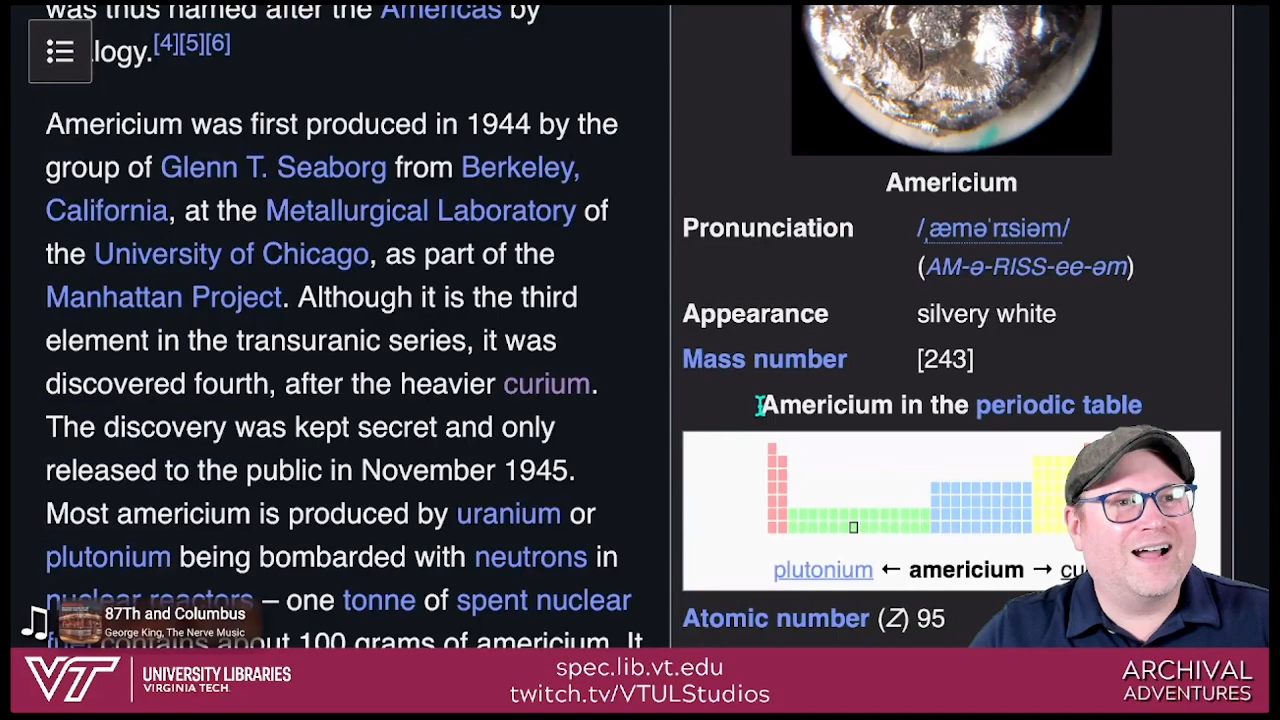 was thus named after the Americas by
logy.[4][5][6]
Americium was first produced in 1944 by the
group of Glenn T. Seaborg from Berkeley,
California, at the Metallurgical Laboratory of
the University of Chicago, as part of the
Manhattan Project. Although it is the third
element in the transuranic series, it was
discovered fourth, after the heavier curium.
The discovery was kept secret and only
released to the public in November 1945.
Most americium is produced by uranium or
plutonium being bombarded with neutrons in
nuclear reactors – one tonne of spent nuclear
fuel contains about 100 grams of americium. It
Americium
Pronunciation /ˌæməˈrɪsiəm/
(AM-ə-RISS-ee-əm)
Appearance silvery white
Mass number [243]
Americium in the periodic table
plutonium ← americium → cu
Atomic number (Z) 95
87Th and Columbus
George King, The Nerve Music
VT UNIVERSITY LIBRARIES
VIRGINIA TECH.
spec.lib.vt.edu
twitch.tv/VTULStudios
ARCHIVAL
ADVENTURES